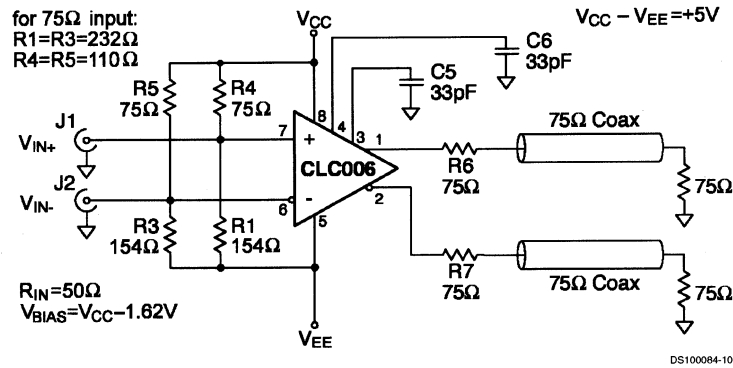 for 75Ω input:
R1=R3=232Ω
R4=R5=110Ω
VCC
VCC – VEE=+5V
C6
33pF
C5
33pF
R5
75Ω
R4
75Ω
J1
VIN+
J2
VIN-
7
+
8
4
3
1
CLC006
6
-
5
2
R6
75Ω
75Ω Coax
75Ω
R3
154Ω
R1
154Ω
R7
75Ω
75Ω Coax
75Ω
RIN=50Ω
VBIAS=VCC–1.62V
VEE
DS100084-10